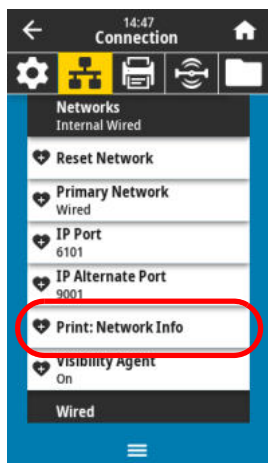 14:47
Connection
Networks
Internal Wired
Reset Network
Primary Network
Wired
IP Port
6101
IP Alternate Port
9001
Print: Network Info
Visibility Agent
On
Wired